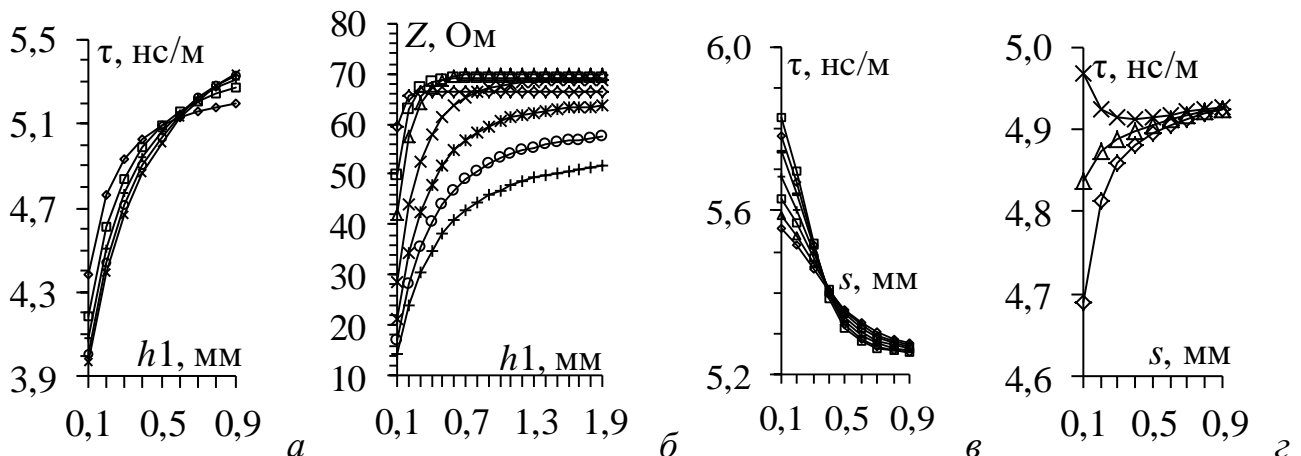 5,5
5,1
4,7
4,3
3,9
τ, нс/м
h1, мм
0,1 0,5 0,9
а
80
70
60
50
40
30
20
10
Z, Ом
h1, мм
0,1 0,7 1,3 1,9
б
6,0
5,6
5,2
τ, нс/м
s, мм
0,1 0,5 0,9
в
5,0
4,9
4,8
4,7
4,6
τ, нс/м
s, мм
0,1 0,5 0,9
г